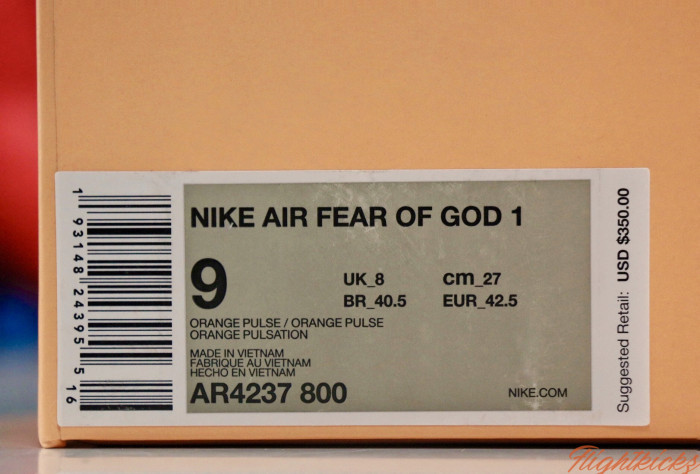 1 93148 24395 5 16
NIKE AIR FEAR OF GOD 1
9
UK_8 cm_27
BR_40.5 EUR_42.5
ORANGE PULSE / ORANGE PULSE
ORANGE PULSATION
MADE IN VIETNAM
FABRIQUE AU VIETNAM
HECHO EN VIETNAM
AR4237 800
NIKE.COM
Suggested Retail: USD $350.00
flightkicks